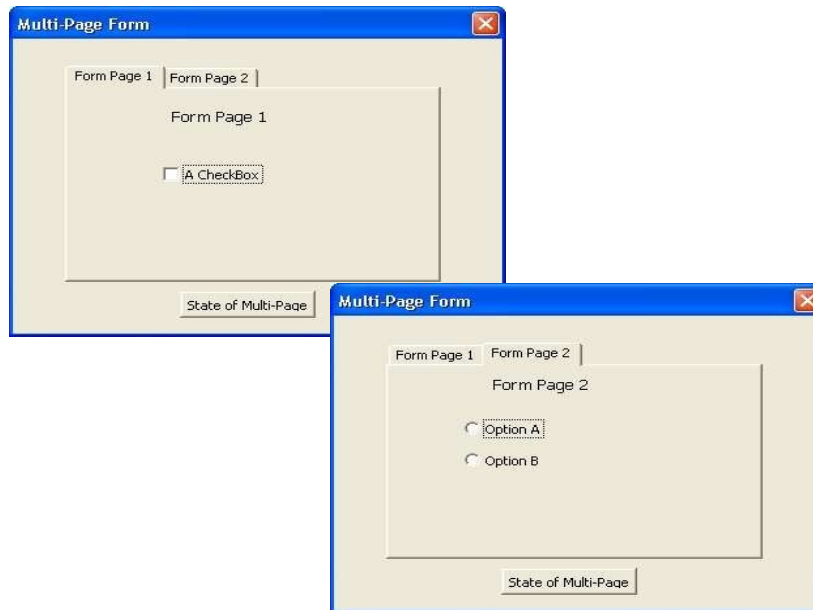 Multi-Page Form
Form Page 1 Form Page 2
Form Page 1
A CheckBox
State of Multi-Page
Multi-Page Form
Form Page 1 Form Page 2
Form Page 2
Option A
Option B
State of Multi-Page